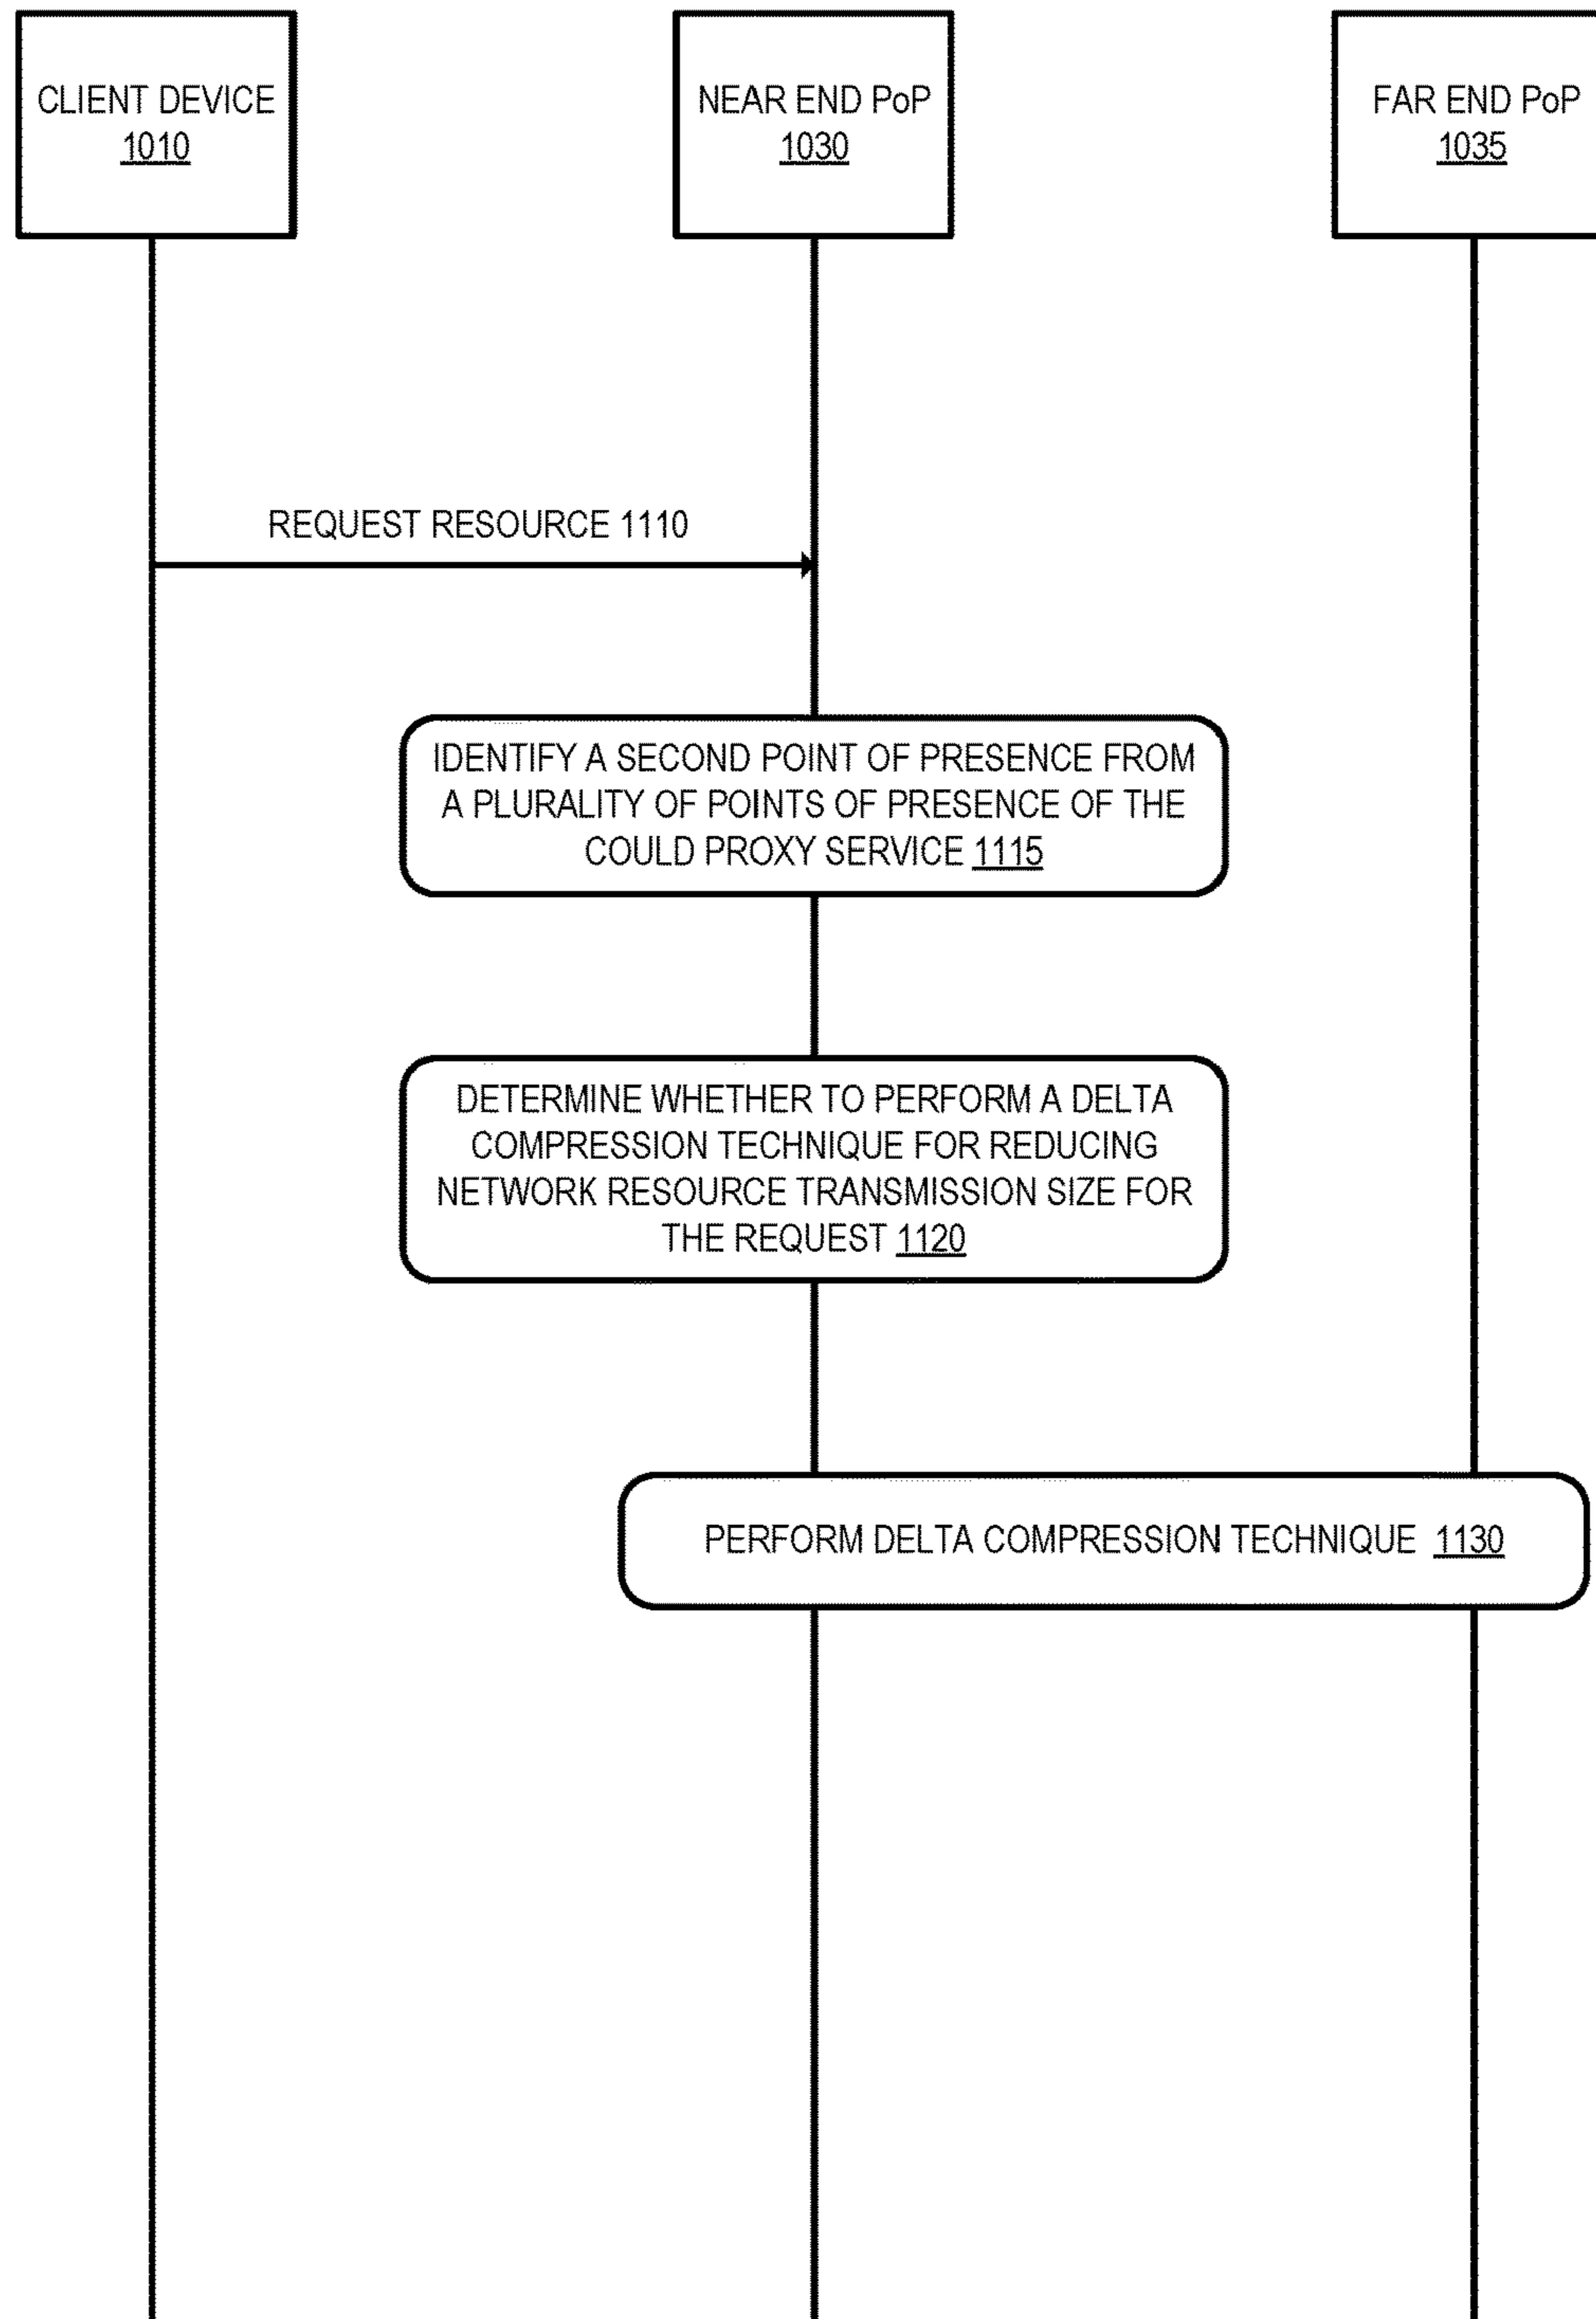 CLIENT DEVICE
1010
NEAR END PoP
1030
FAR END PoP
1035
REQUEST RESOURCE 1110
IDENTIFY A SECOND POINT OF PRESENCE FROM
A PLURALITY OF POINTS OF PRESENCE OF THE
COULD PROXY SERVICE 1115
DETERMINE WHETHER TO PERFORM A DELTA
COMPRESSION TECHNIQUE FOR REDUCING
NETWORK RESOURCE TRANSMISSION SIZE FOR
THE REQUEST 1120
PERFORM DELTA COMPRESSION TECHNIQUE 1130